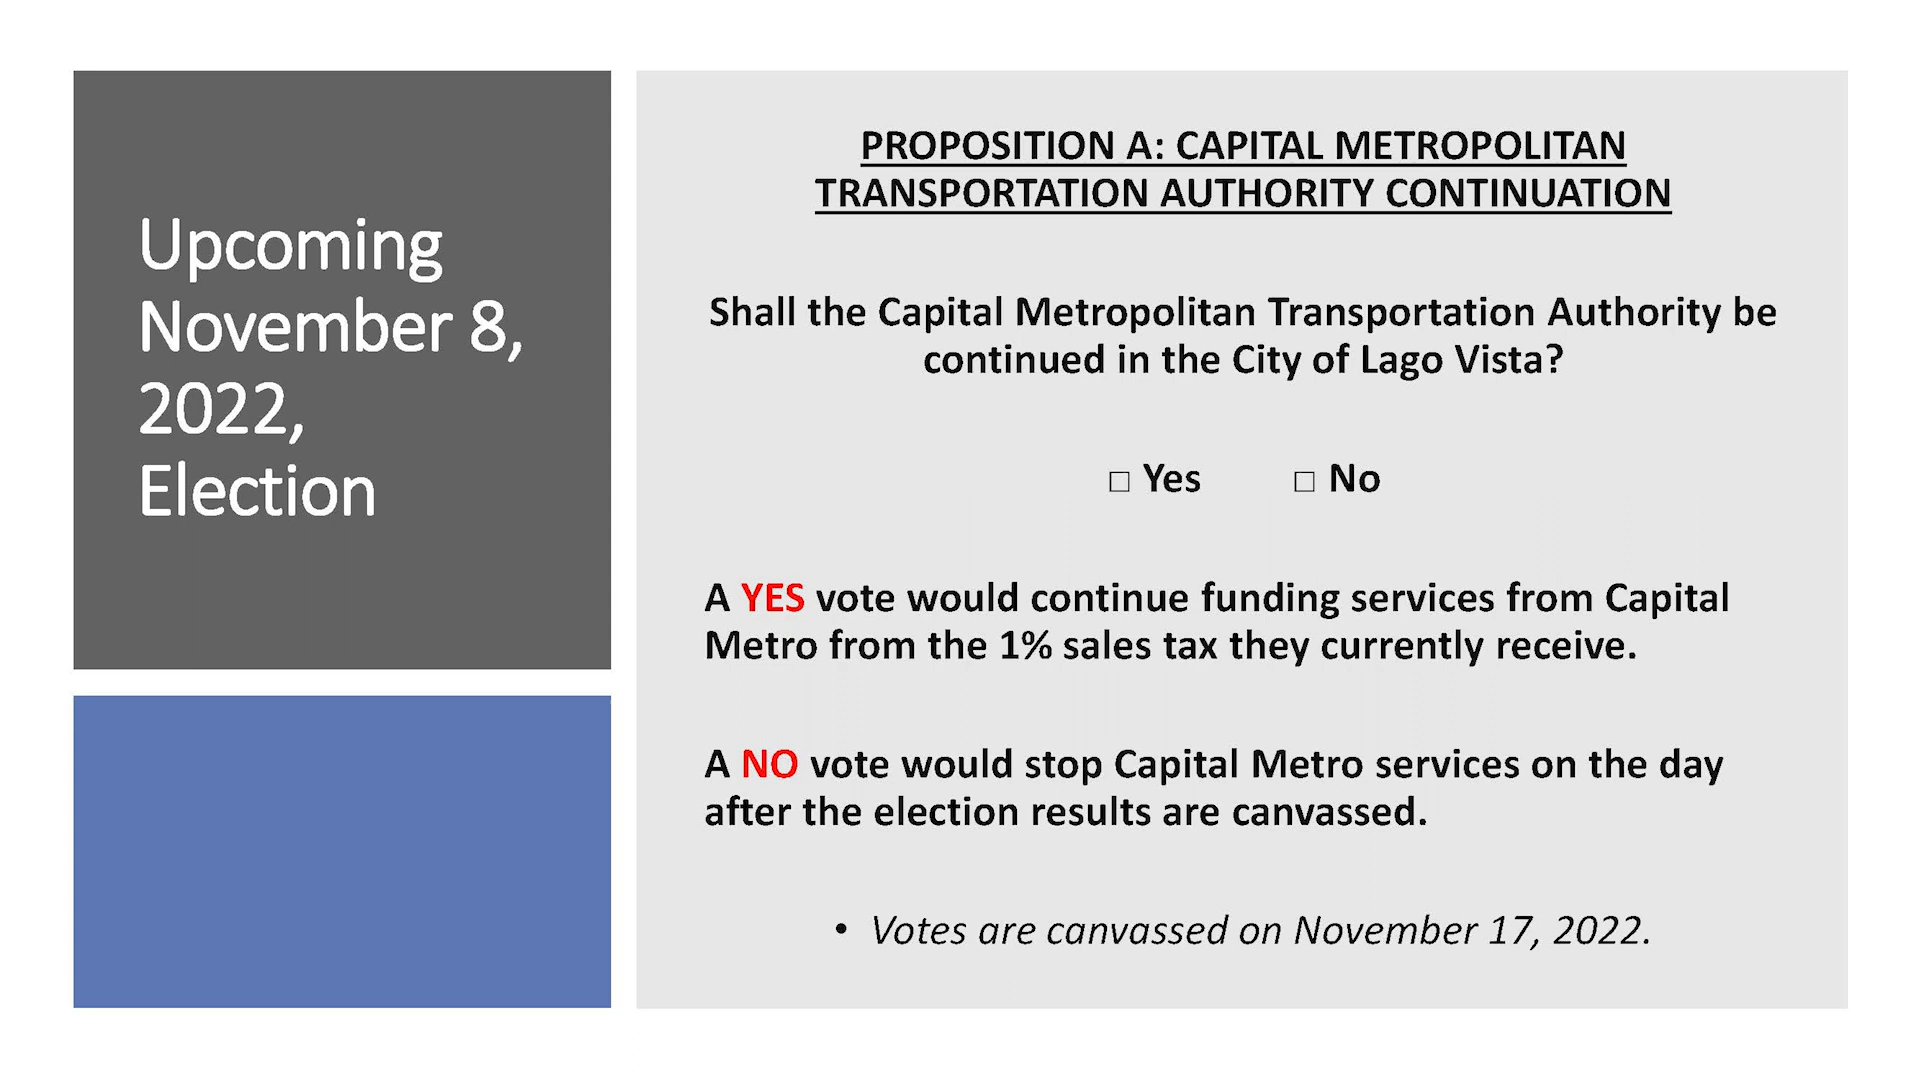 Upcoming
November 8,
2022,
Election
PROPOSITION A: CAPITAL METROPOLITAN
TRANSPORTATION AUTHORITY CONTINUATION
Shall the Capital Metropolitan Transportation Authority be
continued in the City of Lago Vista?
□ Yes □ No
A YES vote would continue funding services from Capital
Metro from the 1% sales tax they currently receive.
A NO vote would stop Capital Metro services on the day
after the election results are canvassed.
• Votes are canvassed on November 17, 2022.